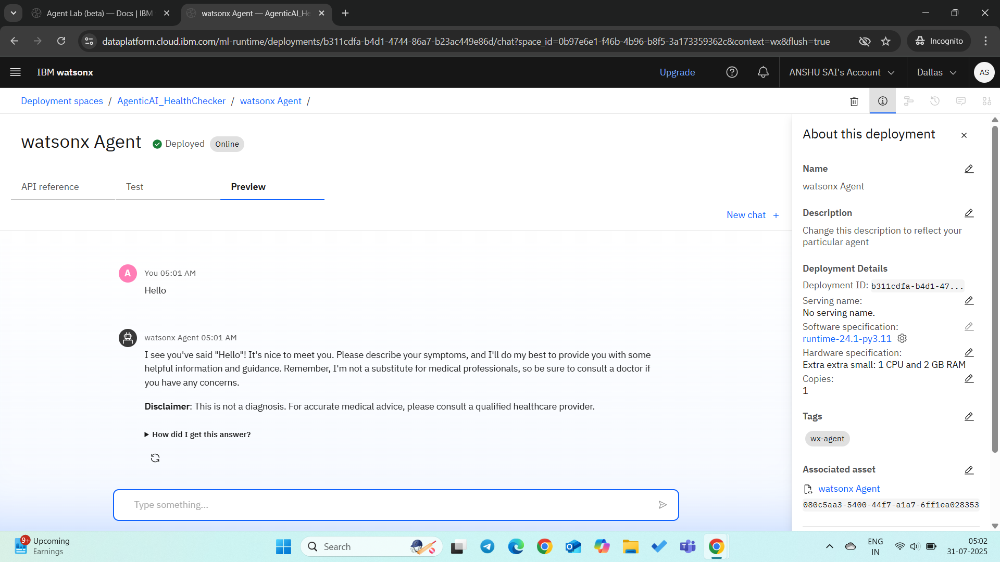 Agent Lab (beta) — Docs | IBM
watsonx Agent — AgenticAI_He
dataplatform.cloud.ibm.com/ml-runtime/deployments/b311cdfa-b4d1-4744-86a7-b23ac449e86d/chat?space_id=0b97e6e1-f46b-4b96-b8f5-3a173359362c&context=wx&flush=true
Incognito
IBM watsonx
Upgrade
ANSHU SAI's Account
Dallas
AS
Deployment spaces / AgenticAI_HealthChecker / watsonx Agent /
watsonx Agent
Deployed
Online
API reference
Test
Preview
New chat +
A
You 05:01 AM
Hello
watsonx Agent 05:01 AM
I see you've said "Hello"! It's nice to meet you. Please describe your symptoms, and I'll do my best to provide you with some
helpful information and guidance. Remember, I'm not a substitute for medical professionals, so be sure to consult a doctor if
you have any concerns.
Disclaimer: This is not a diagnosis. For accurate medical advice, please consult a qualified healthcare provider.
How did I get this answer?
Type something...
About this deployment
Name
watsonx Agent
Description
Change this description to reflect your
particular agent
Deployment Details
Deployment ID: b311cdfa-b4d1-47...
Serving name:
No serving name.
Software specification:
runtime-24.1-py3.11
Hardware specification:
Extra extra small: 1 CPU and 2 GB RAM
Copies:
1
Tags
wx-agent
Associated asset
watsonx Agent
080c5aa3-5400-44f7-a1a7-6ff1ea028353
9+
Upcoming
Earnings
Search
ENG
IN
05:02
31-07-2025